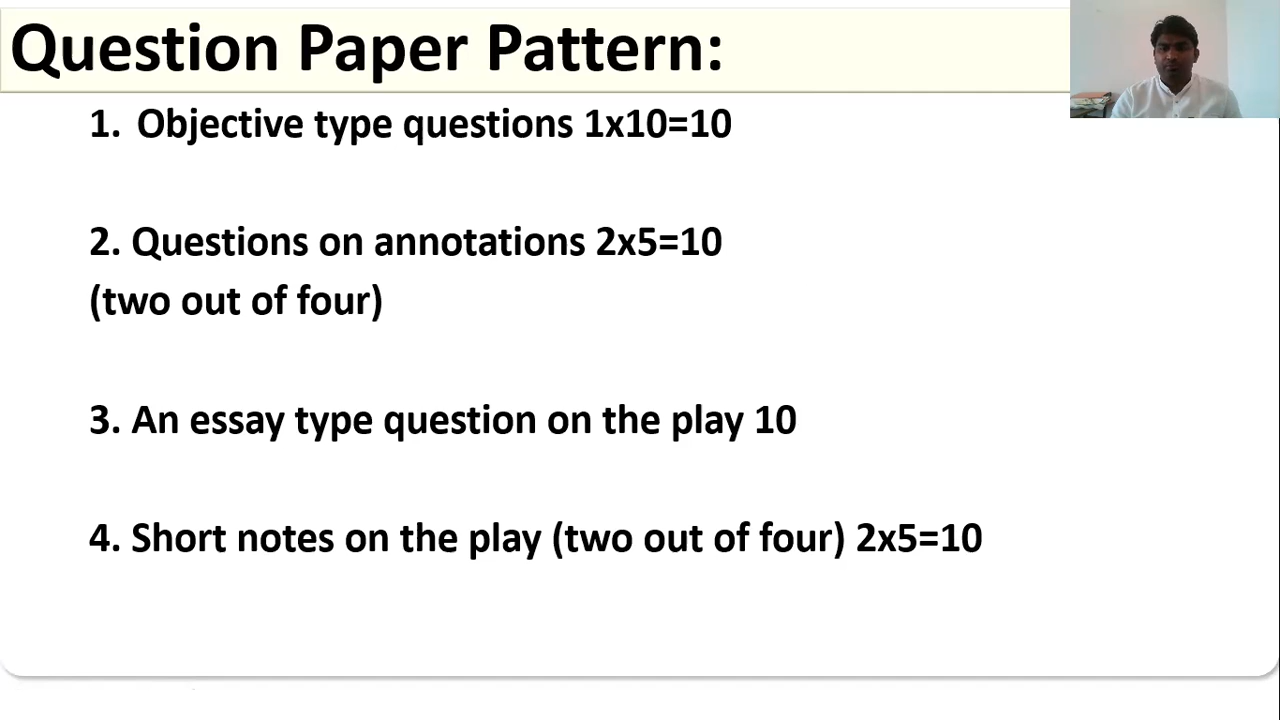 Question Paper Pattern:
1. Objective type questions 1x10=10
2. Questions on annotations 2x5=10
(two out of four)
3. An essay type question on the play 10
4. Short notes on the play (two out of four) 2x5=10